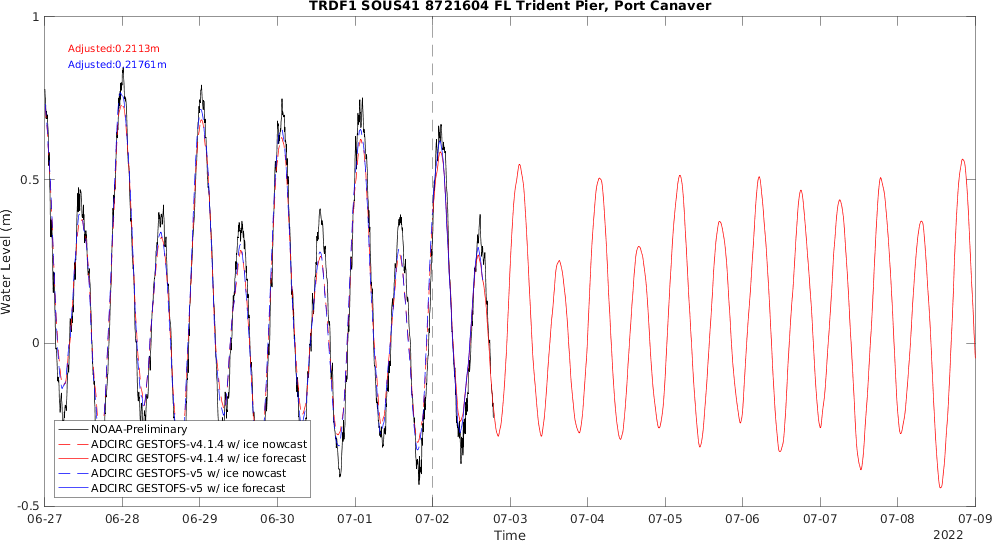 TRDF1 SOUS41 8721604 FL Trident Pier, Port Canaver
Adjusted:0.2113m
Adjusted:0.21761m
Water Level (m)
1
0.5
0
-0.5
NOAA-Preliminary
ADCIRC GESTOFS-v4.1.4 w/ ice nowcast
ADCIRC GESTOFS-v4.1.4 w/ ice forecast
ADCIRC GESTOFS-v5 w/ ice nowcast
ADCIRC GESTOFS-v5 w/ ice forecast
06-27 06-28 06-29 06-30 07-01 07-02 07-03 07-04 07-05 07-06 07-07 07-08 07-09
Time
2022